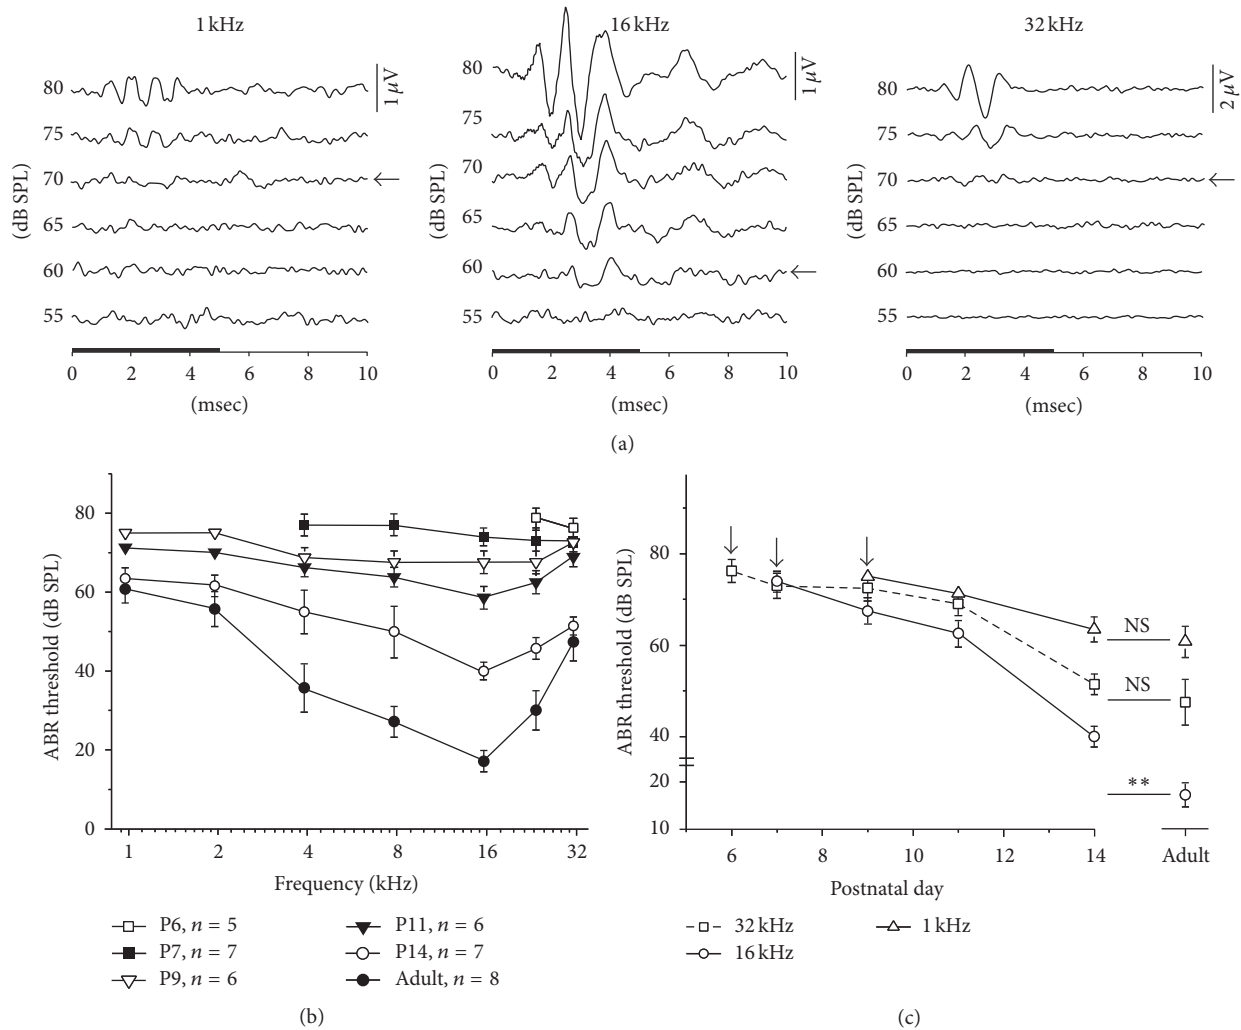 1 kHz
16 kHz
32 kHz
80
75
70
65
60
55
(dB SPL)
1 μV
0 2 4 6 8 10
(msec)
80
75
70
65
60
55
(dB SPL)
1 μV
0 2 4 6 8 10
(msec)
80
75
70
65
60
55
(dB SPL)
2 μV
0 2 4 6 8 10
(msec)
(a)
80
60
40
20
0
ABR threshold (dB SPL)
1 2 4 8 16 32
Frequency (kHz)
P6, n = 5
P7, n = 7
P9, n = 6
P11, n = 6
P14, n = 7
Adult, n = 8
(b)
80
60
40
20
10
ABR threshold (dB SPL)
NS
NS
**
6 8 10 12 14 Adult
Postnatal day
32 kHz
16 kHz
1 kHz
(c)